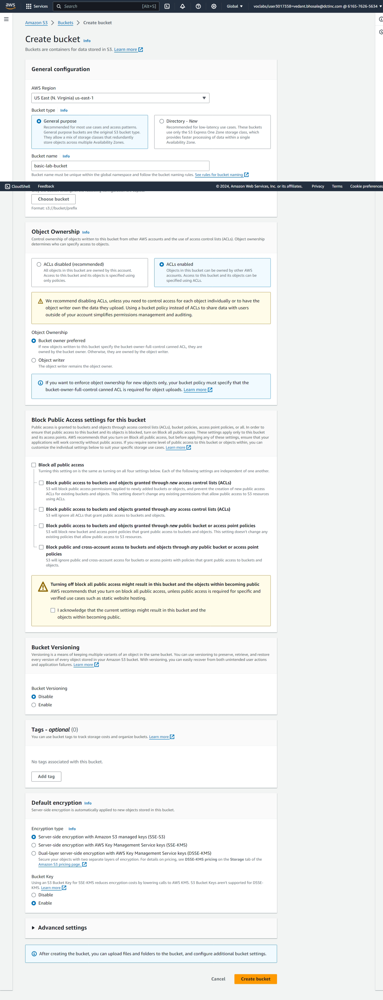 aws
Services
Search
[Alt+S]
Global
voclabs/user3017358=vedant.bhosale@dctinc.com @ 6165-7626-5634
Amazon S3
Buckets
Create bucket
Create bucket Info
Buckets are containers for data stored in S3. Learn more
General configuration
AWS Region
US East (N. Virginia) us-east-1
Bucket type Info
General purpose
Recommended for most use cases and access patterns.
General purpose buckets are the original S3 bucket type.
They allow a mix of storage classes that redundantly
store objects across multiple Availability Zones.
Directory - New
Recommended for low-latency use cases. These buckets
use only the S3 Express One Zone storage class, which
provides faster processing of data within a single
Availability Zone.
Bucket name Info
basic-lab-bucket
Bucket name must be unique within the global namespace and follow the bucket naming rules. See rules for bucket naming
CloudShell
Feedback
© 2024, Amazon Web Services, Inc. or its affiliates.
Privacy
Terms
Cookie preferences
Only the bucket settings in the following configuration are copied.
Choose bucket
Format: s3://bucket/prefix
Object Ownership Info
Control ownership of objects written to this bucket from other AWS accounts and the use of access control lists (ACLs). Object ownership
determines who can specify access to objects.
ACLs disabled (recommended)
All objects in this bucket are owned by this account.
Access to this bucket and its objects is specified using
only policies.
ACLs enabled
Objects in this bucket can be owned by other AWS
accounts. Access to this bucket and its objects can be
specified using ACLs.
We recommend disabling ACLs, unless you need to control access for each object individually or to have the
object writer own the data they upload. Using a bucket policy instead of ACLs to share data with users
outside of your account simplifies permissions management and auditing.
Object Ownership
Bucket owner preferred
If new objects written to this bucket specify the bucket-owner-full-control canned ACL, they are
owned by the bucket owner. Otherwise, they are owned by the object writer.
Object writer
The object writer remains the object owner.
If you want to enforce object ownership for new objects only, your bucket policy must specify that the
bucket-owner-full-control canned ACL is required for object uploads. Learn more
Block Public Access settings for this bucket
Public access is granted to buckets and objects through access control lists (ACLs), bucket policies, access point policies, or all. In order to
ensure that public access to this bucket and its objects is blocked, turn on Block all public access. These settings apply only to this bucket
and its access points. AWS recommends that you turn on Block all public access, but before applying any of these settings, ensure that your
applications will work correctly without public access. If you require some level of public access to this bucket or objects within, you can
customize the individual settings below to suit your specific storage use cases. Learn more
Block all public access
Turning this setting on is the same as turning on all four settings below. Each of the following settings are independent of one another.
Block public access to buckets and objects granted through new access control lists (ACLs)
S3 will block public access permissions applied to newly added buckets or objects, and prevent the creation of new public access
ACLs for existing buckets and objects. This setting doesn't change any existing permissions that allow public access to S3 resources
using ACLs.
Block public access to buckets and objects granted through any access control lists (ACLs)
S3 will ignore all ACLs that grant public access to buckets and objects.
Block public access to buckets and objects granted through new public bucket or access point policies
S3 will block new bucket and access point policies that grant public access to buckets and objects. This setting doesn't change any
existing policies that allow public access to S3 resources.
Block public and cross-account access to buckets and objects through any public bucket or access point
policies
S3 will ignore public and cross-account access for buckets or access points with policies that grant public access to buckets and
objects.
Turning off block all public access might result in this bucket and the objects within becoming public
AWS recommends that you turn on block all public access, unless public access is required for specific and
verified use cases such as static website hosting.
I acknowledge that the current settings might result in this bucket and the
objects within becoming public.
Bucket Versioning
Versioning is a means of keeping multiple variants of an object in the same bucket. You can use versioning to preserve, retrieve, and restore
every version of every object stored in your Amazon S3 bucket. With versioning, you can easily recover from both unintended user actions
and application failures. Learn more
Bucket Versioning
Disable
Enable
Tags - optional (0)
You can use bucket tags to track storage costs and organize buckets. Learn more
No tags associated with this bucket.
Add tag
Default encryption Info
Server-side encryption is automatically applied to new objects stored in this bucket.
Encryption type Info
Server-side encryption with Amazon S3 managed keys (SSE-S3)
Server-side encryption with AWS Key Management Service keys (SSE-KMS)
Dual-layer server-side encryption with AWS Key Management Service keys (DSSE-KMS)
Secure your objects with two separate layers of encryption. For details on pricing, see DSSE-KMS pricing on the Storage tab of the
Amazon S3 pricing page.
Bucket Key
Using an S3 Bucket Key for SSE-KMS reduces encryption costs by lowering calls to AWS KMS. S3 Bucket Keys aren't supported for DSSE-
KMS. Learn more
Disable
Enable
Advanced settings
After creating the bucket, you can upload files and folders to the bucket, and configure additional bucket settings.
Cancel
Create bucket